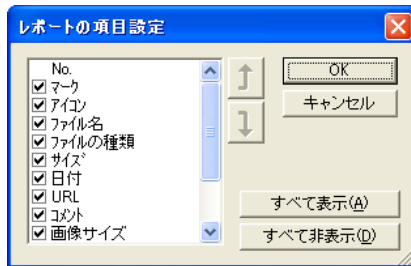 レポートの項目設定
No.
マーク
アイコン
ファイル名
ファイルの種類
サイズ
日付
URL
コメント
画像サイズ
OK
キャンセル
すべて表示(A)
すべて非表示(D)